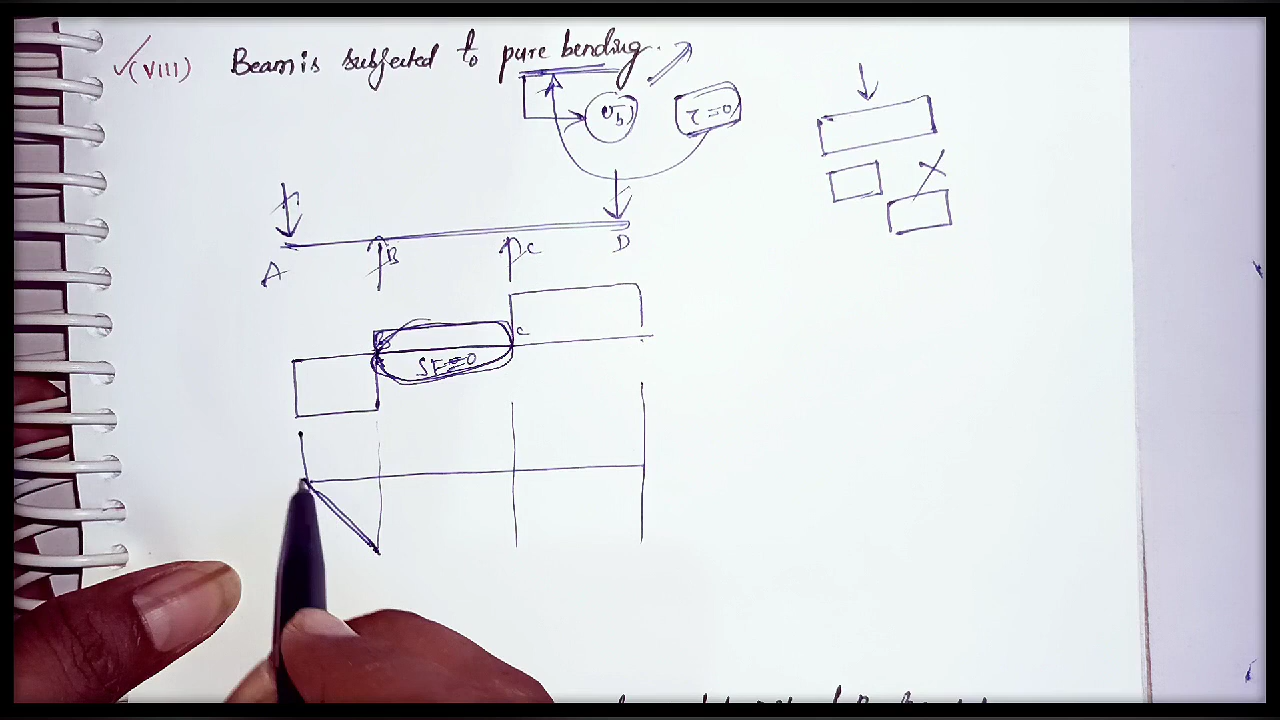 (VIII) Beam is subjected to pure bending.
σb τ=0
A B C D
C
SF=0